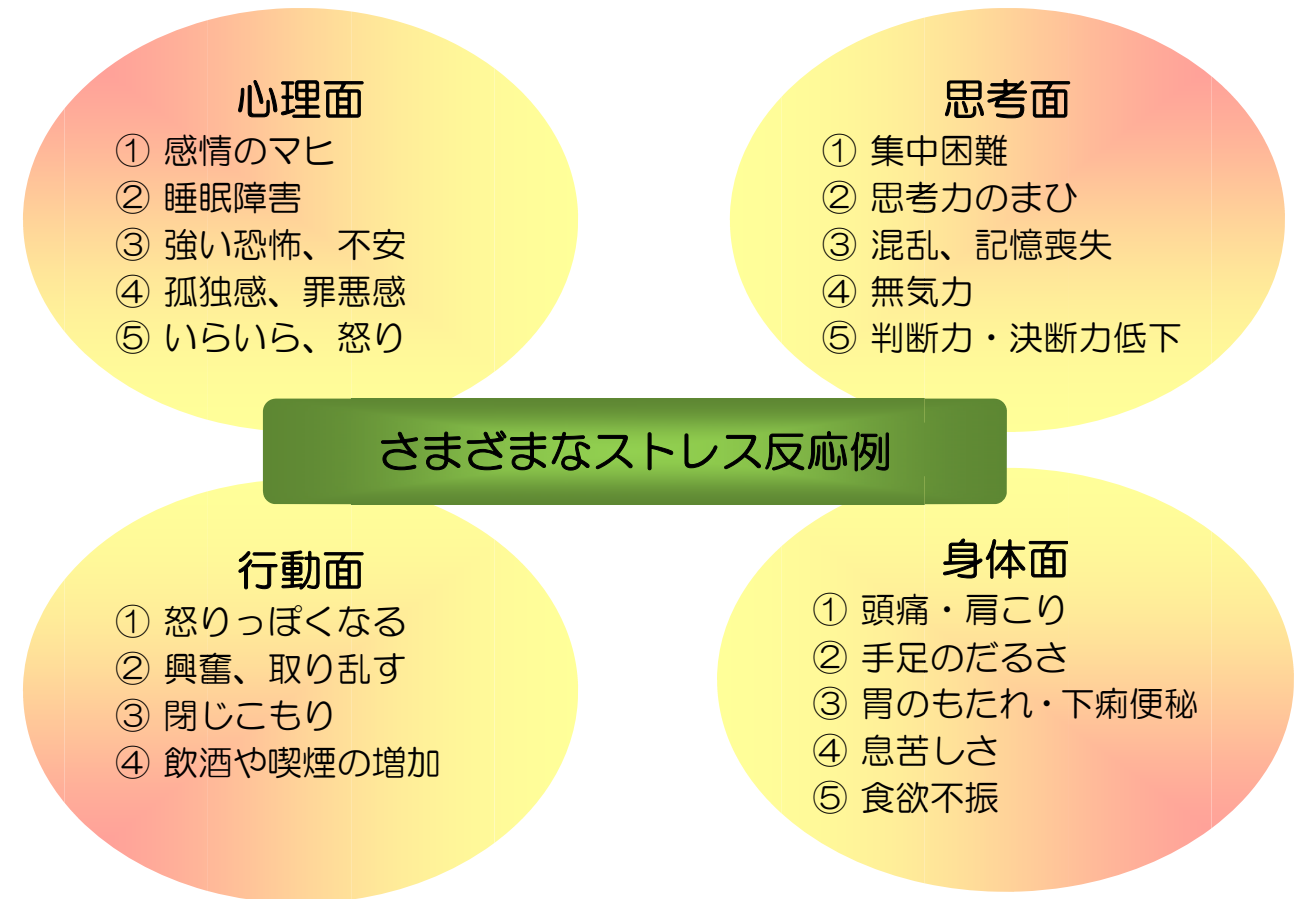 心理面
① 感情のマヒ
② 睡眠障害
③ 強い恐怖、不安
④ 孤独感、罪悪感
⑤ いらいら、怒り
思考面
① 集中困難
② 思考力のまひ
③ 混乱、記憶喪失
④ 無気力
⑤ 判断力・決断力低下
さまざまなストレス反応例
行動面
① 怒りっぽくなる
② 興奮、取り乱す
③ 閉じこもり
④ 飲酒や喫煙の増加
身体面
① 頭痛・肩こり
② 手足のだるさ
③ 胃のもたれ・下痢便秘
④ 息苦しさ
⑤ 食欲不振